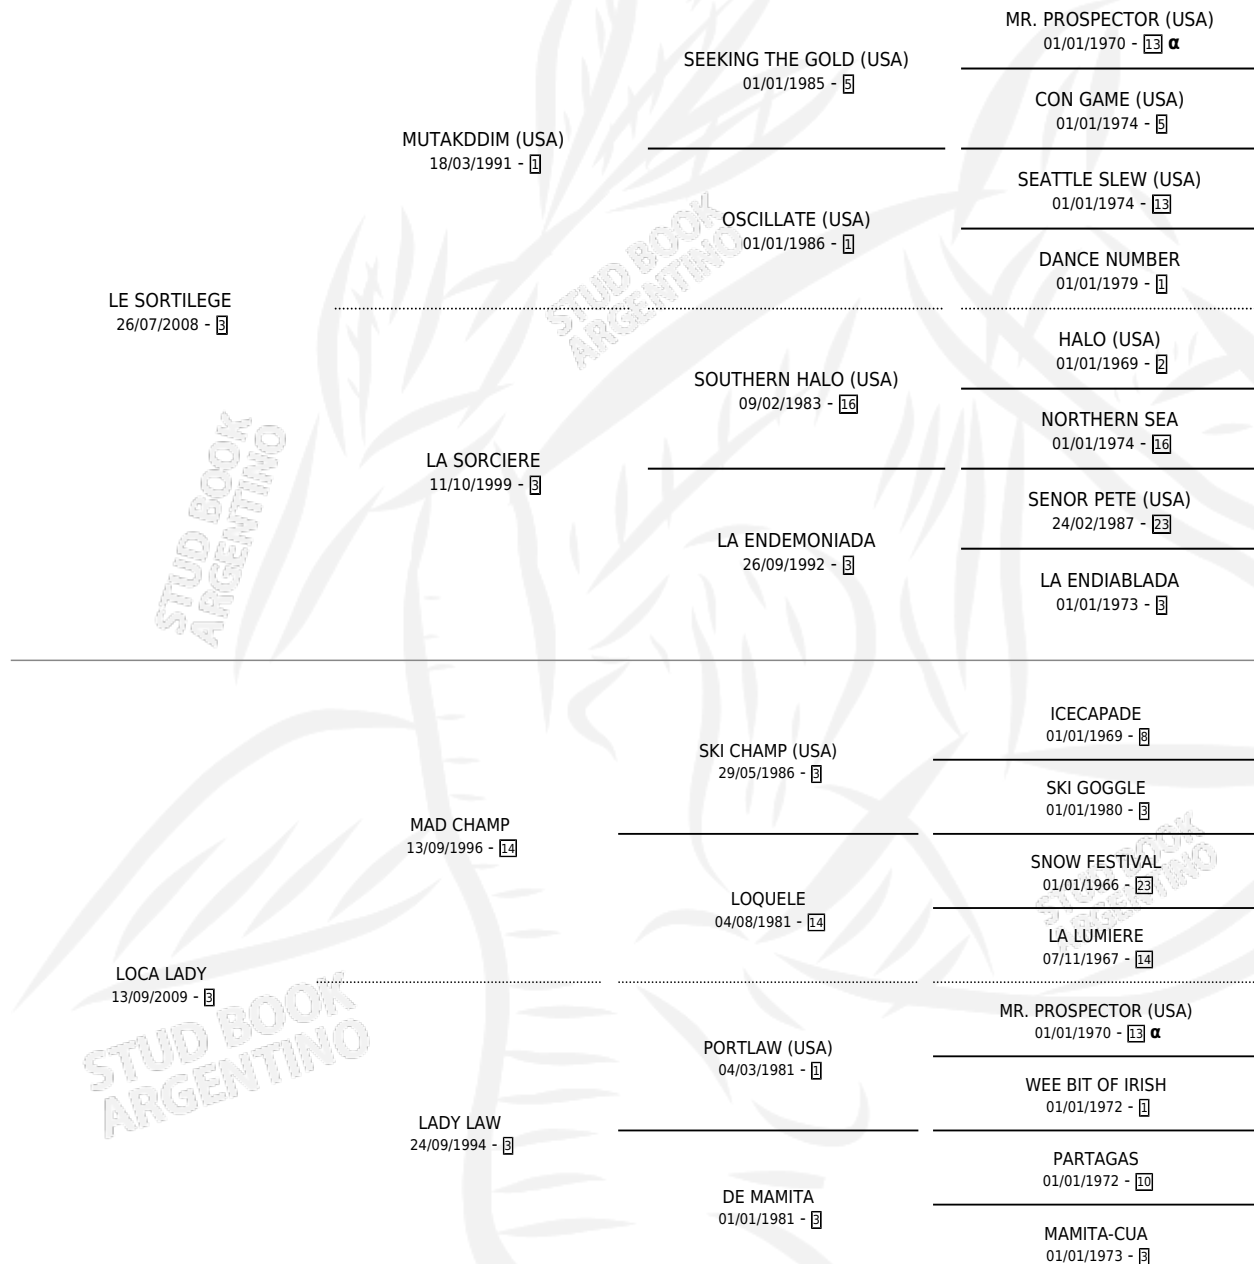 MR. PROSPECTOR (USA)
01/01/1970 - 13 α
SEEKING THE GOLD (USA)
01/01/1985 - 5
CON GAME (USA)
01/01/1974 - 5
MUTAKDDIM (USA)
18/03/1991 - 1
SEATTLE SLEW (USA)
01/01/1974 - 13
OSCILLATE (USA)
01/01/1986 - 1
DANCE NUMBER
01/01/1979 - 1
STUD BOOK
ARGENTINO
LE SORTILEGE
26/07/2008 - 3
HALO (USA)
01/01/1969 - 2
SOUTHERN HALO (USA)
09/02/1983 - 16
NORTHERN SEA
01/01/1974 - 16
LA SORCIERE
11/10/1999 - 3
SENOR PETE (USA)
24/02/1987 - 23
LA ENDEMONIADA
26/09/1992 - 3
LA ENDIABLADA
01/01/1973 - 3
STUD BOOK
ARGENTINO
ICECAPADE
01/01/1969 - 8
SKI CHAMP (USA)
29/05/1986 - 3
SKI GOGGLE
01/01/1980 - 3
MAD CHAMP
13/09/1996 - 14
SNOW FESTIVAL
01/01/1966 - 23
STUD BOOK
ARGENTINO
LOQUELE
04/08/1981 - 14
LA LUMIERE
07/11/1967 - 14
LOCA LADY
13/09/2009 - 3
STUD BOOK
ARGENTINO
MR. PROSPECTOR (USA)
01/01/1970 - 13 α
PORTLAW (USA)
04/03/1981 - 1
WEE BIT OF IRISH
01/01/1972 - 1
LADY LAW
24/09/1994 - 3
PARTAGAS
01/01/1972 - 10
DE MAMITA
01/01/1981 - 3
MAMITA-CUA
01/01/1973 - 3